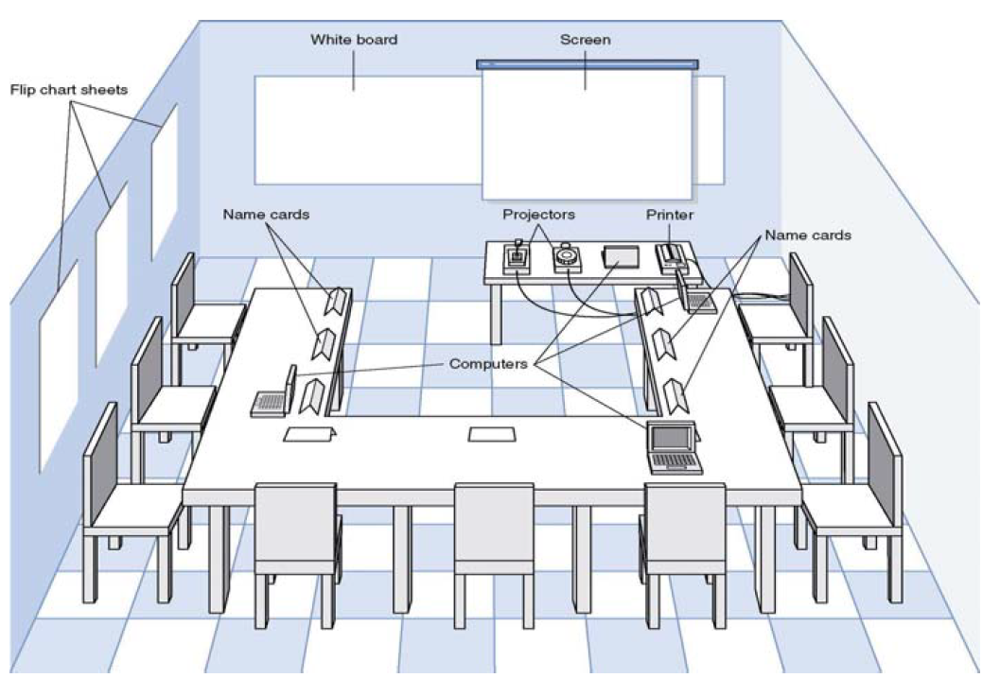 White board
Screen
Flip chart sheets
Name cards
Projectors
Printer
Name cards
Computers